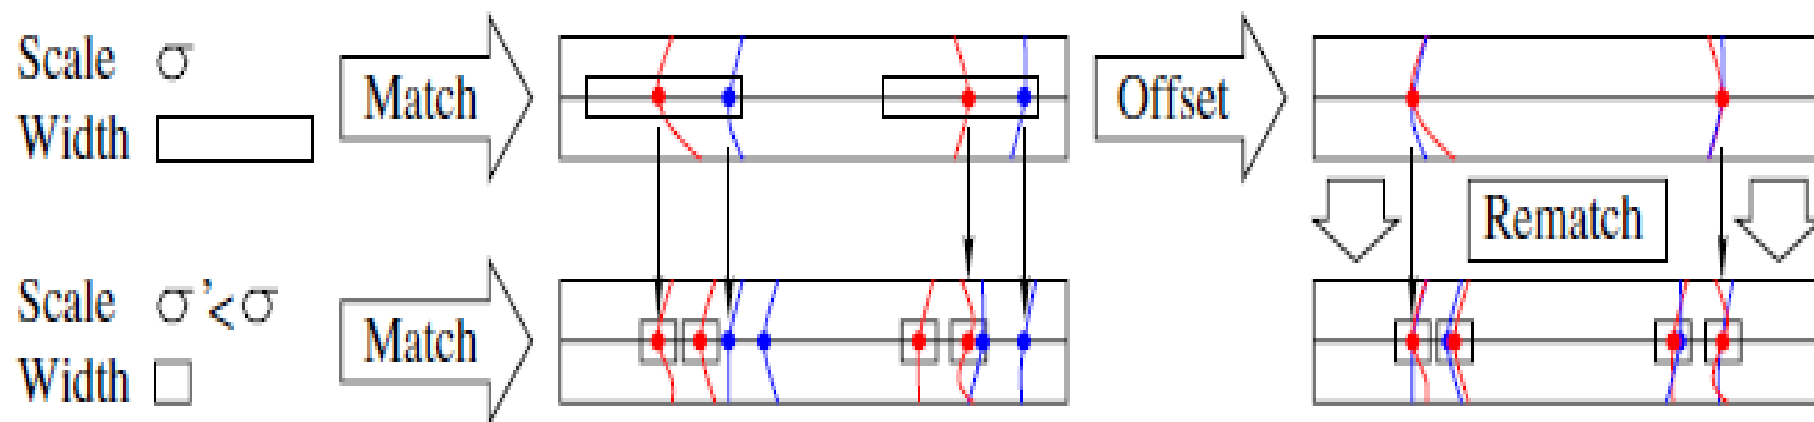 Scale σ
Match
Offset
Width
Rematch
Scale σ'<σ
Match
Width